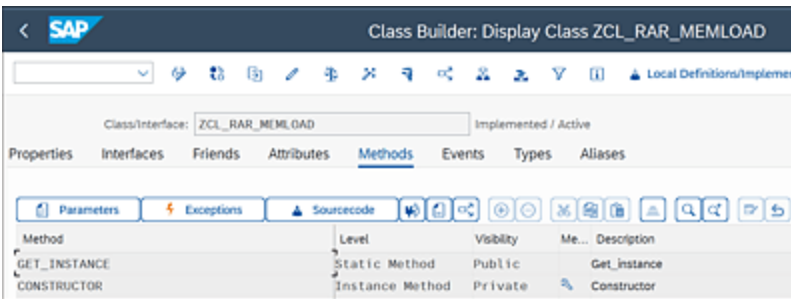 SAP Class Builder: Display Class ZCL_RAR_MEMLOAD
Local Definitions/Impleme
Class/Interface: ZCL_RAR_MEMLOAD Implemented / Active
Properties Interfaces Friends Attributes Methods Events Types Aliases
Parameters Exceptions Sourcecode
Method Level Visibility Me... Description
GET_INSTANCE Static Method Public Get_instance
CONSTRUCTOR Instance Method Private Constructor